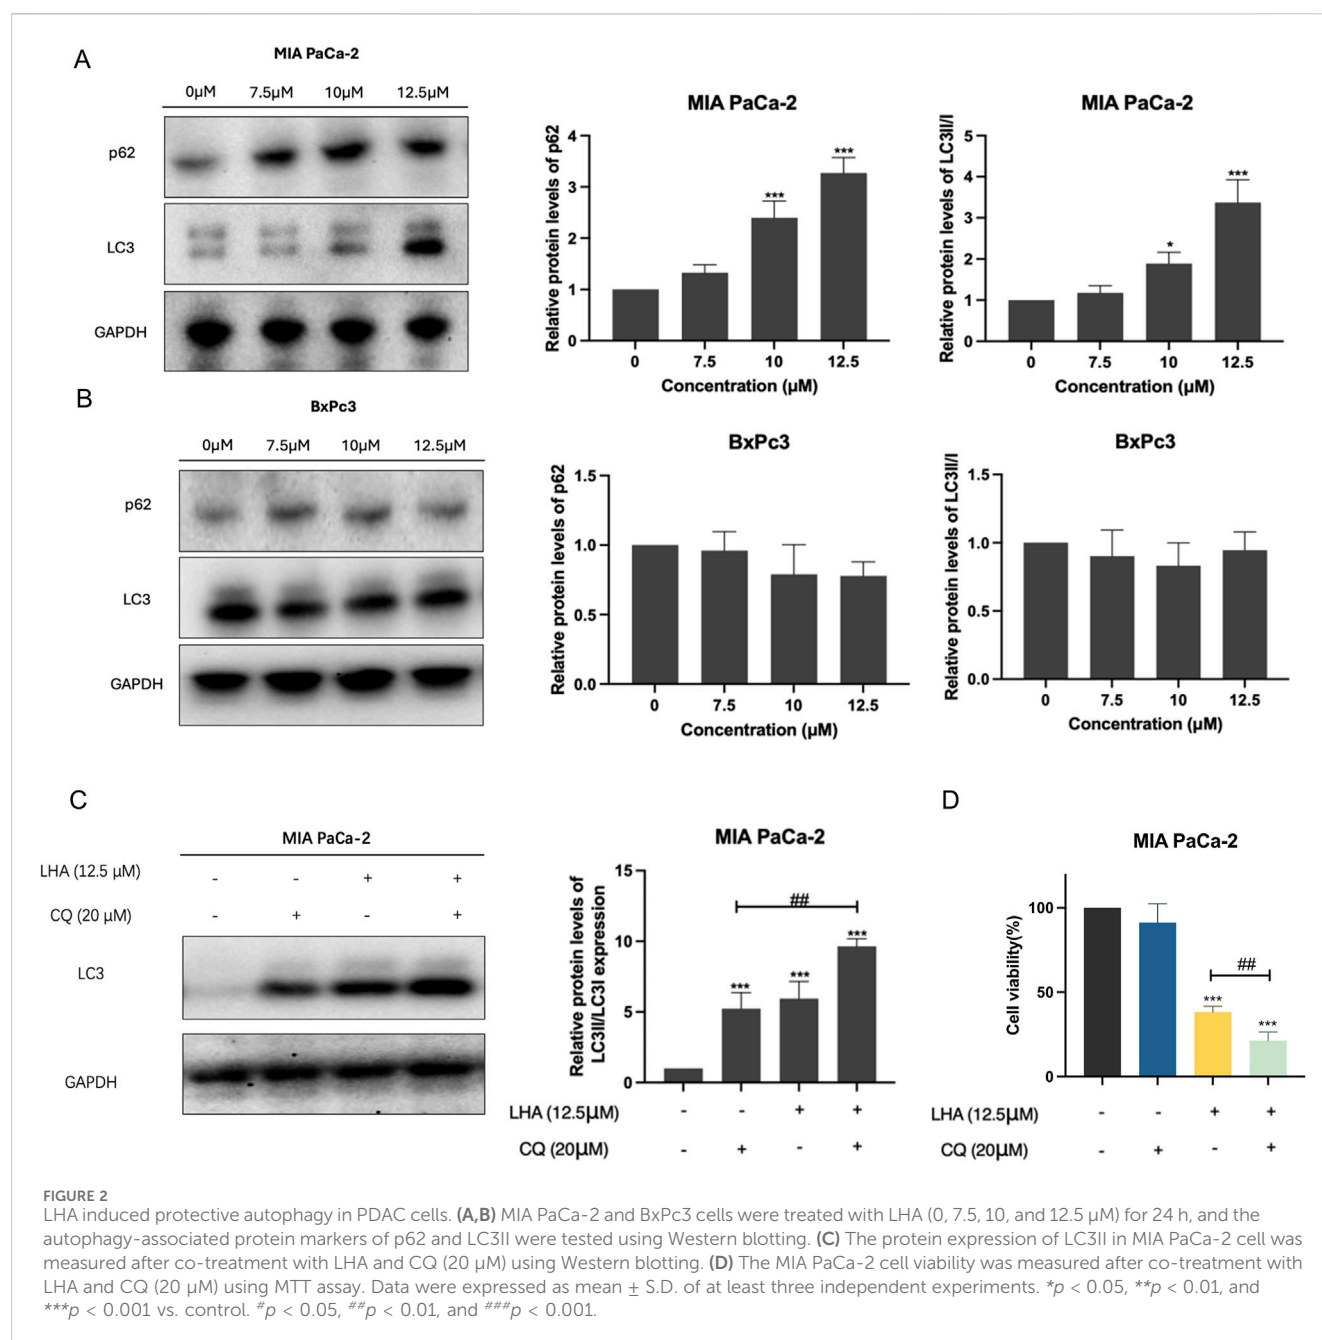 A
MIA PaCa-2
0µM 7.5µM 10µM 12.5µM
p62
LC3
GAPDH
MIA PaCa-2
Relative protein levels of p62
4
3
2
1
0
***
***
0 7.5 10 12.5
Concentration (µM)
MIA PaCa-2
Relative protein levels of LC3II/I
5
4
3
2
1
0
*
***
0 7.5 10 12.5
Concentration (µM)
B
BxPc3
0µM 7.5µM 10µM 12.5µM
p62
LC3
GAPDH
BxPc3
Relative protein levels of p62
1.5
1.0
0.5
0.0
0 7.5 10 12.5
Concentration (µM)
BxPc3
Relative protein levels of LC3II/I
1.5
1.0
0.5
0.0
0 7.5 10 12.5
Concentration (µM)
C
MIA PaCa-2
LHA (12.5 µM) - - + +
CQ (20 µM) - + - +
LC3
GAPDH
MIA PaCa-2
Relative protein levels of
LC3II/LC3I expression
15
10
5
0
##
***
***
***
LHA (12.5µM) - - + +
CQ (20µM) - + - +
D
MIA PaCa-2
Cell viability(%)
100
50
0
##
***
***
LHA (12.5µM) - - + +
CQ (20µM) - + - +
FIGURE 2
LHA induced protective autophagy in PDAC cells. (A,B) MIA PaCa-2 and BxPc3 cells were treated with LHA (0, 7.5, 10, and 12.5 µM) for 24 h, and the
autophagy-associated protein markers of p62 and LC3II were tested using Western blotting. (C) The protein expression of LC3II in MIA PaCa-2 cell was
measured after co-treatment with LHA and CQ (20 µM) using Western blotting. (D) The MIA PaCa-2 cell viability was measured after co-treatment with
LHA and CQ (20 µM) using MTT assay. Data were expressed as mean ± S.D. of at least three independent experiments. *p < 0.05, **p < 0.01, and
***p < 0.001 vs. control. #p < 0.05, ##p < 0.01, and ###p < 0.001.